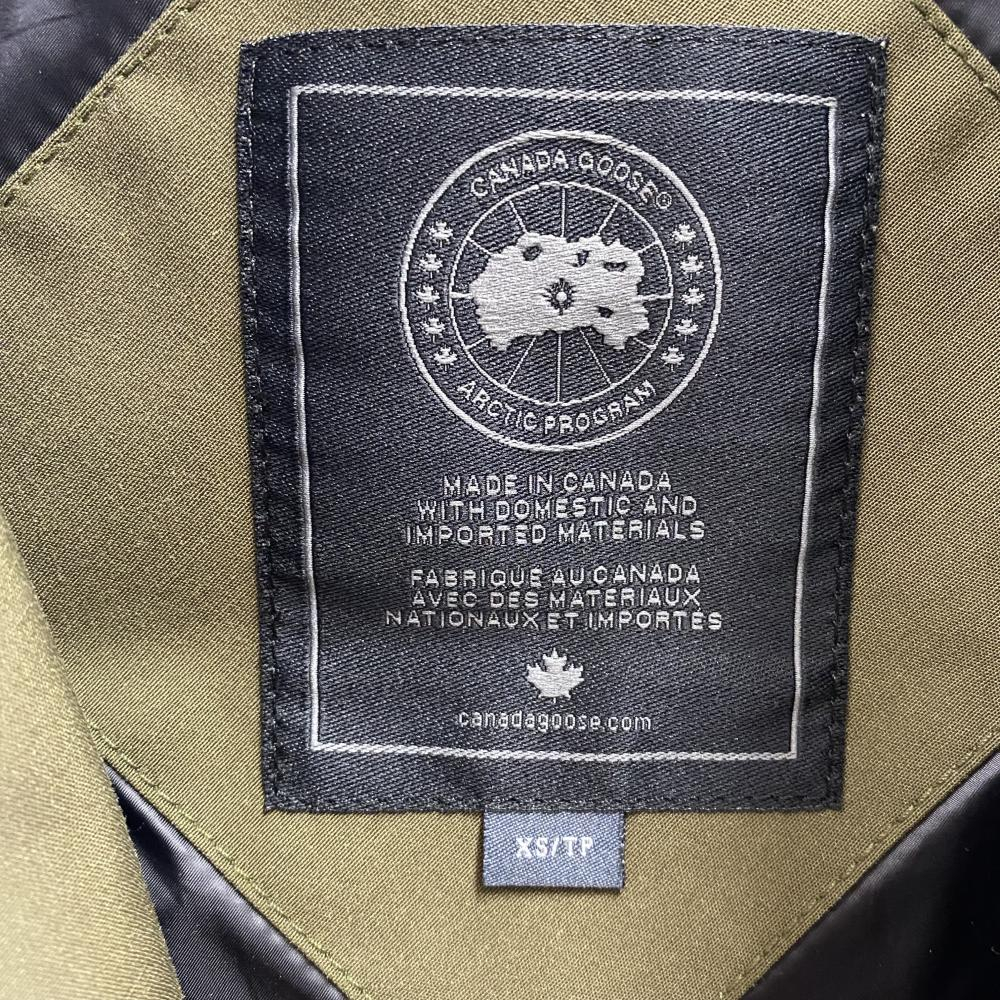 CANADA GOOSE®
ARCTIC PROGRAM
MADE IN CANADA
WITH DOMESTIC AND
IMPORTED MATERIALS
FABRIQUÉ AU CANADA
AVEC DES MATÉRIAUX
NATIONAUX ET IMPORTÉS
canadagoose.com
XS/TP